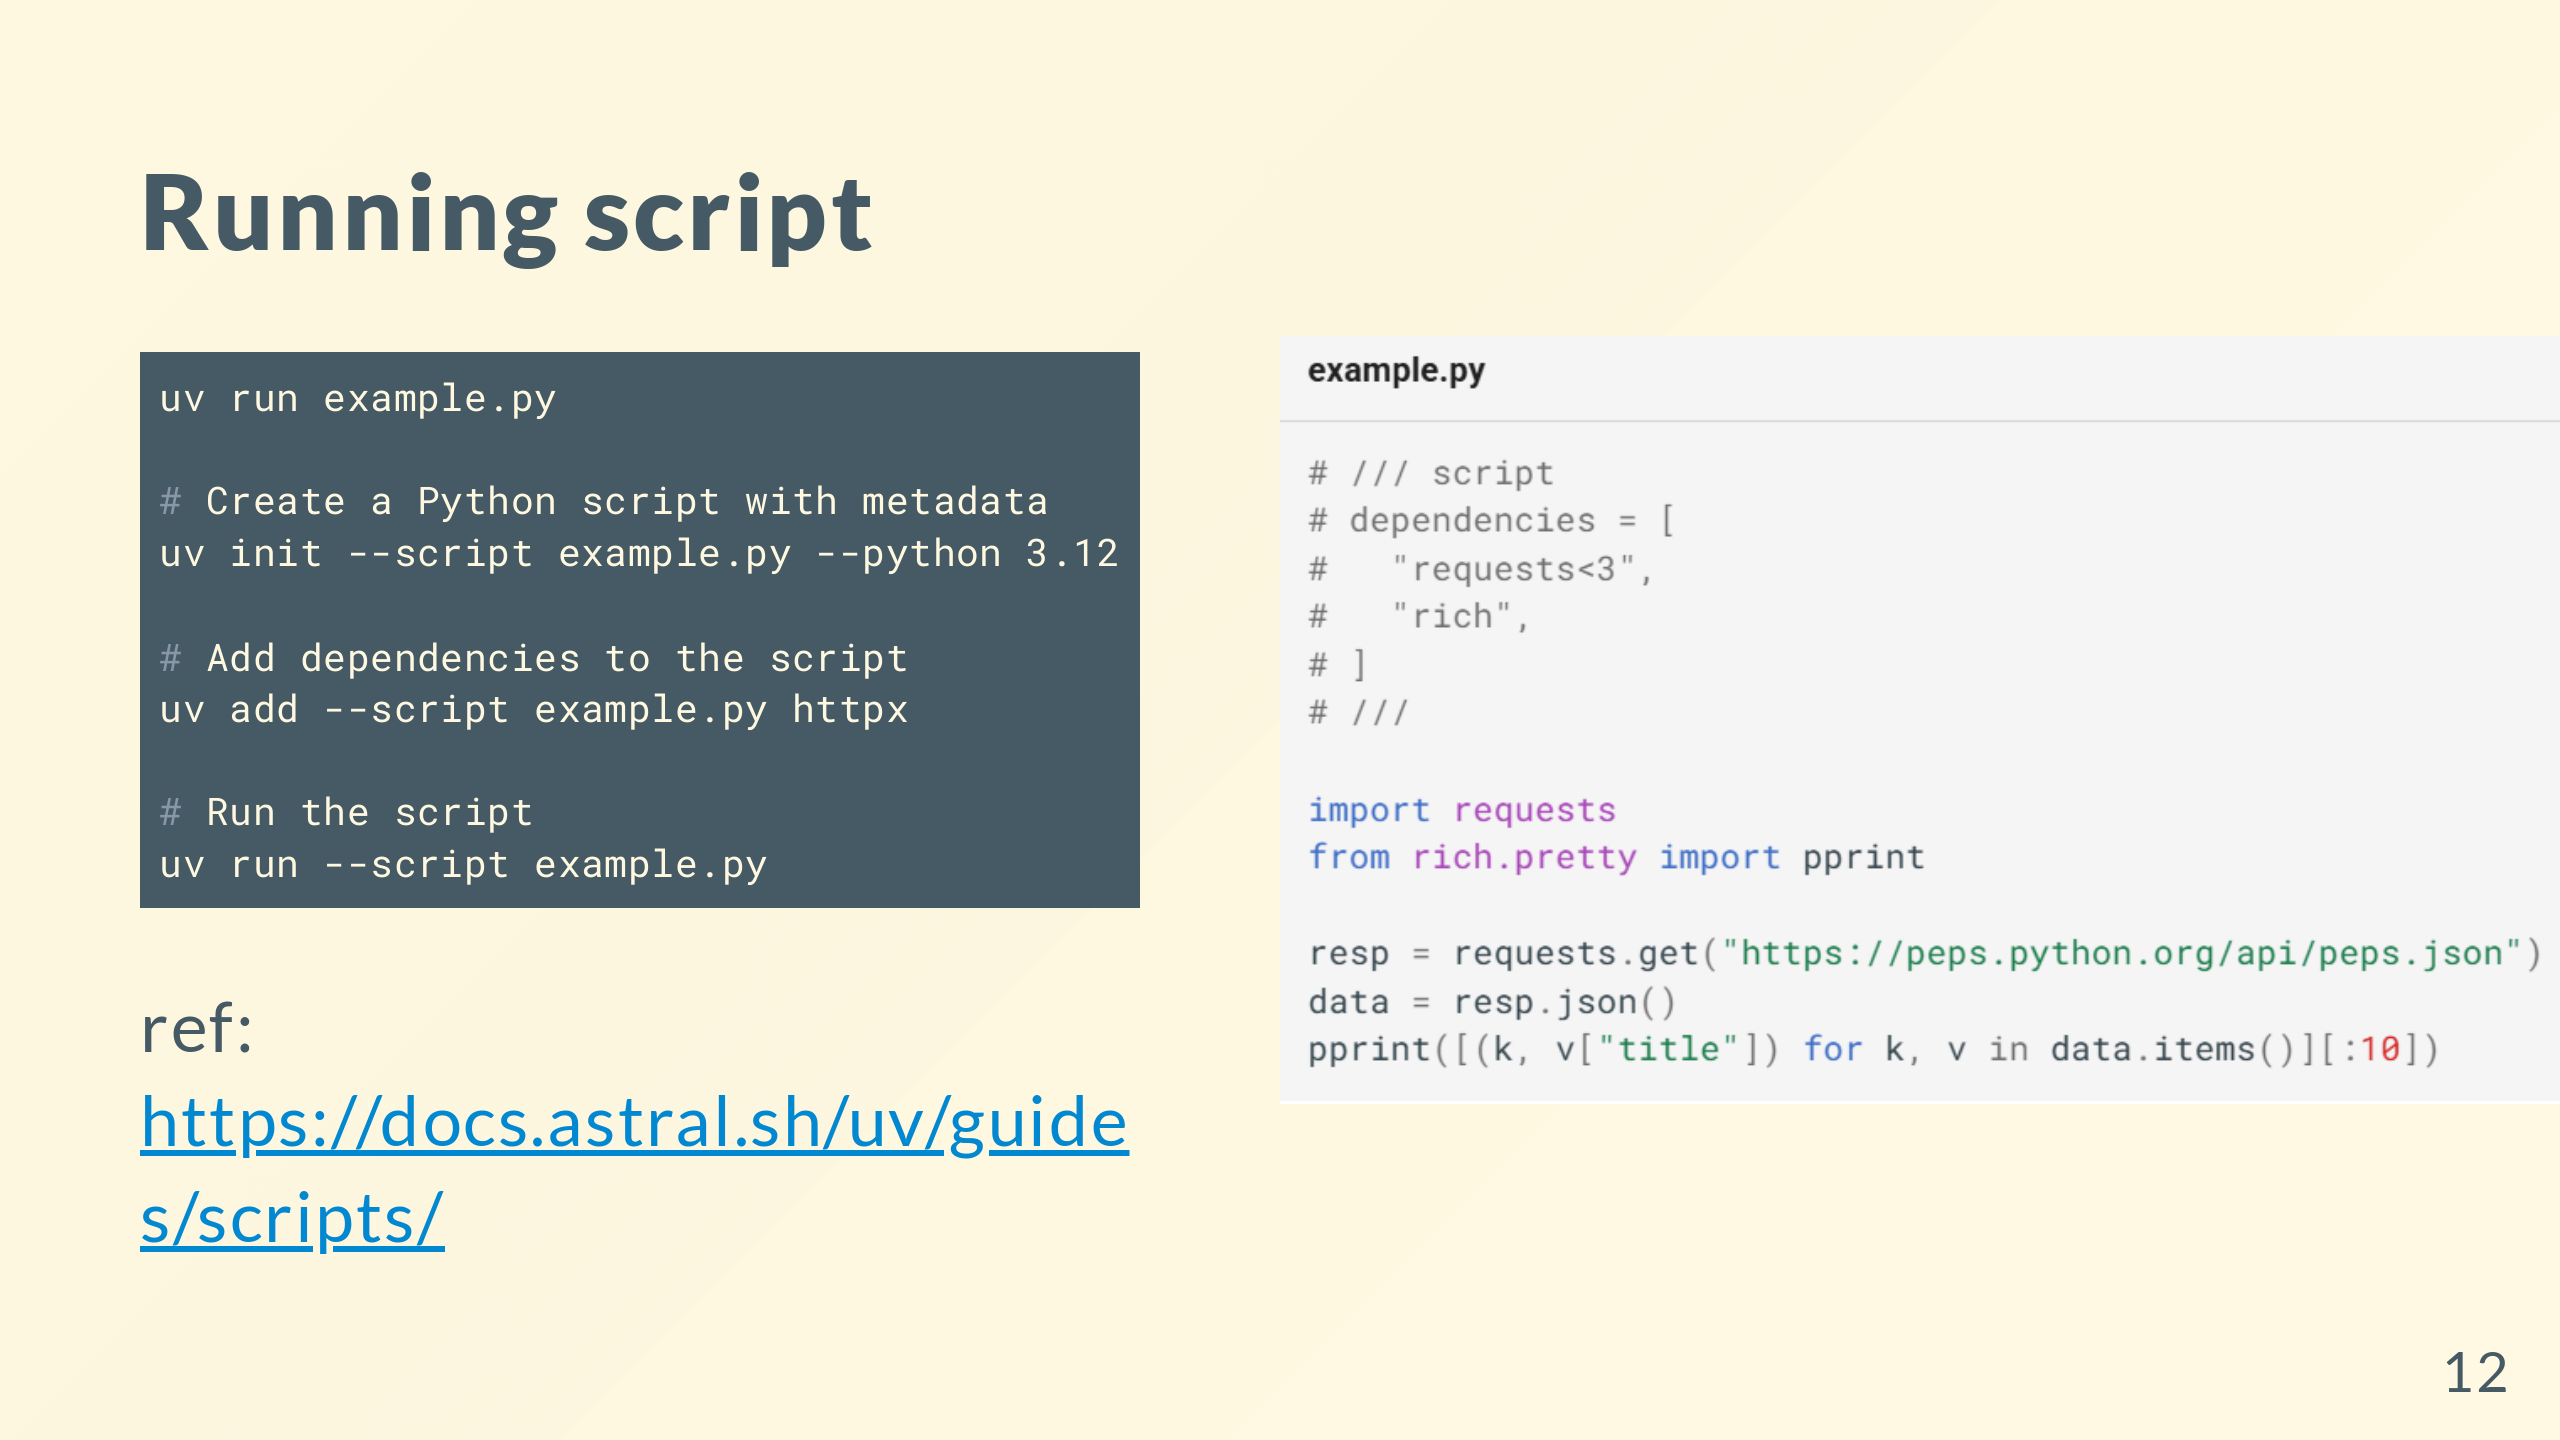 Running script
uv run example.py
# Create a Python script with metadata
uv init --script example.py --python 3.12
# Add dependencies to the script
uv add --script example.py httpx
# Run the script
uv run --script example.py
ref:
https://docs.astral.sh/uv/guide
s/scripts/
example.py
# /// script
# dependencies = [
#   "requests<3",
#   "rich",
# ]
# ///
import requests
from rich.pretty import pprint
resp = requests.get("https://peps.python.org/api/peps.json")
data = resp.json()
pprint([(k, v["title"]) for k, v in data.items()][:10])
12